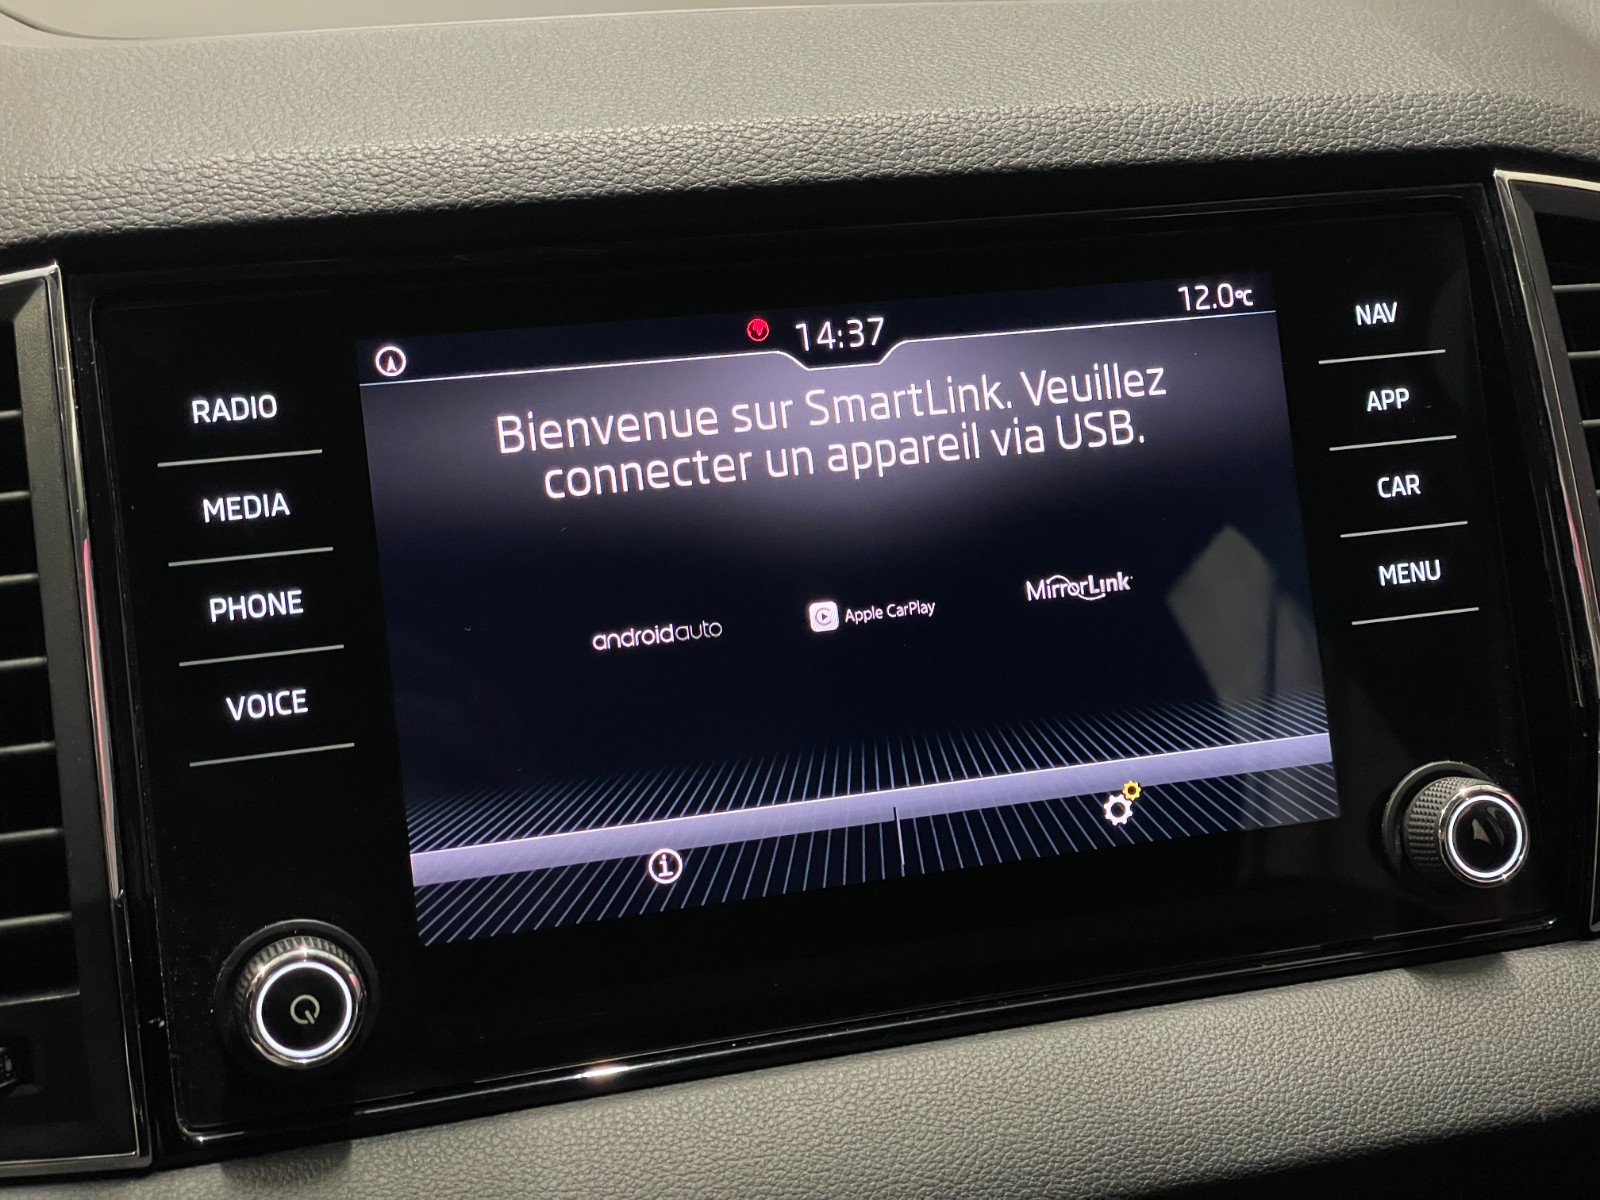 14:37
12.0°C
Bienvenue sur SmartLink. Veuillez
connecter un appareil via USB.
androidauto
Apple CarPlay
MirrorLink
RADIO
MEDIA
PHONE
VOICE
NAV
APP
CAR
MENU